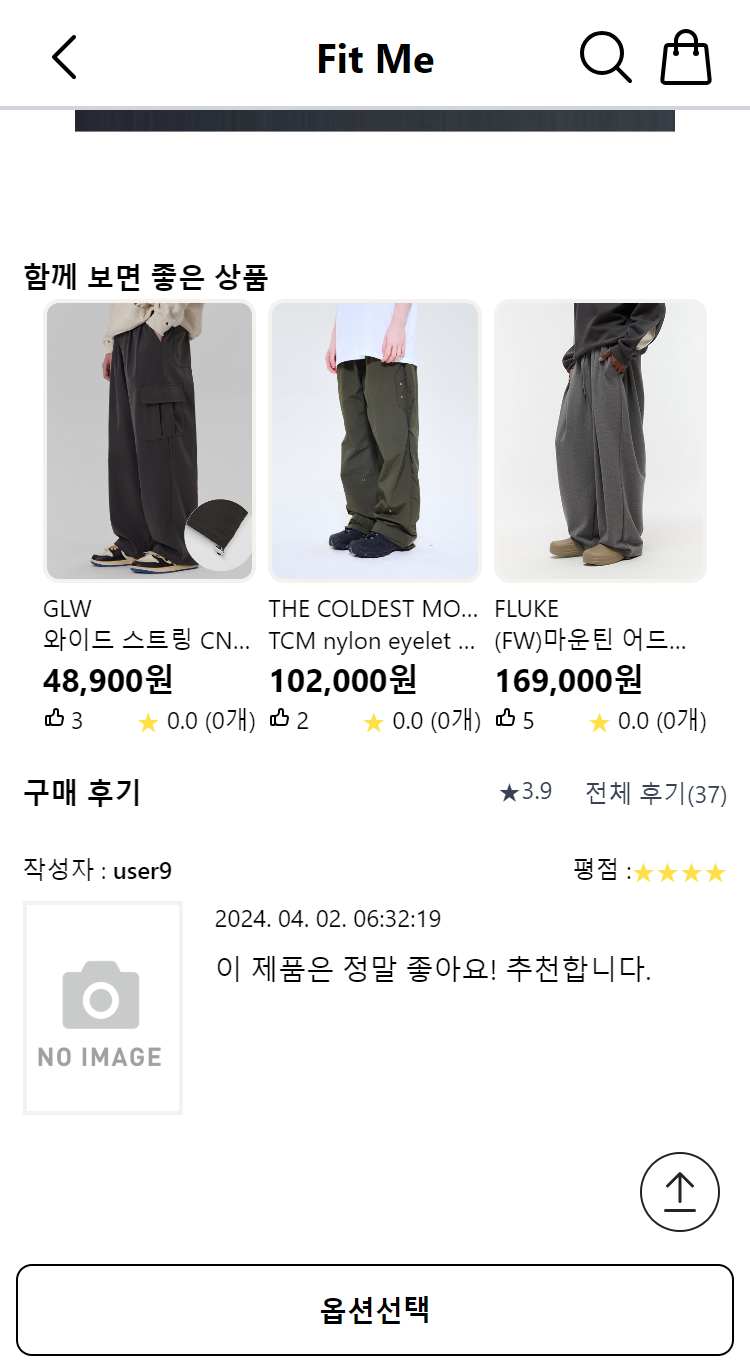 Fit Me
함께 보면 좋은 상품
GLW
와이드 스트링 CN...
48,900원
3 ★ 0.0 (0개)
THE COLDEST MO...
TCM nylon eyelet ...
102,000원
2 ★ 0.0 (0개)
FLUKE
(FW)마운틴 어드...
169,000원
5 ★ 0.0 (0개)
구매 후기 ★3.9 전체 후기(37)
작성자 : user9 평점 :★★★★
NO IMAGE
2024. 04. 02. 06:32:19
이 제품은 정말 좋아요! 추천합니다.
옵션선택